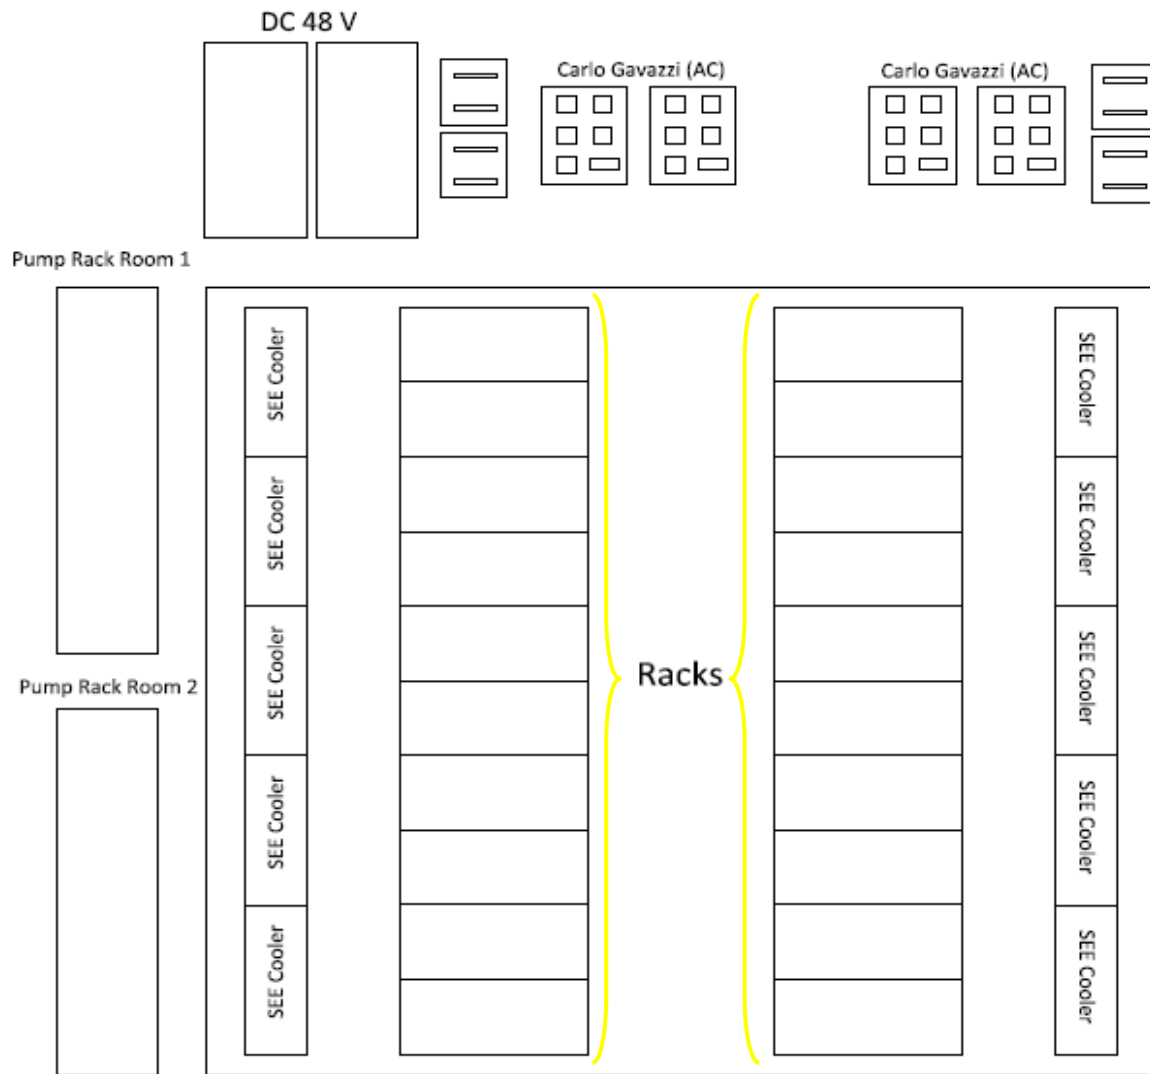 DC 48 V
Carlo Gavazzi (AC)
Carlo Gavazzi (AC)
Pump Rack Room 1
SEE Cooler
SEE Cooler
SEE Cooler
SEE Cooler
SEE Cooler
SEE Cooler
Racks
Pump Rack Room 2
SEE Cooler
SEE Cooler
SEE Cooler
SEE Cooler